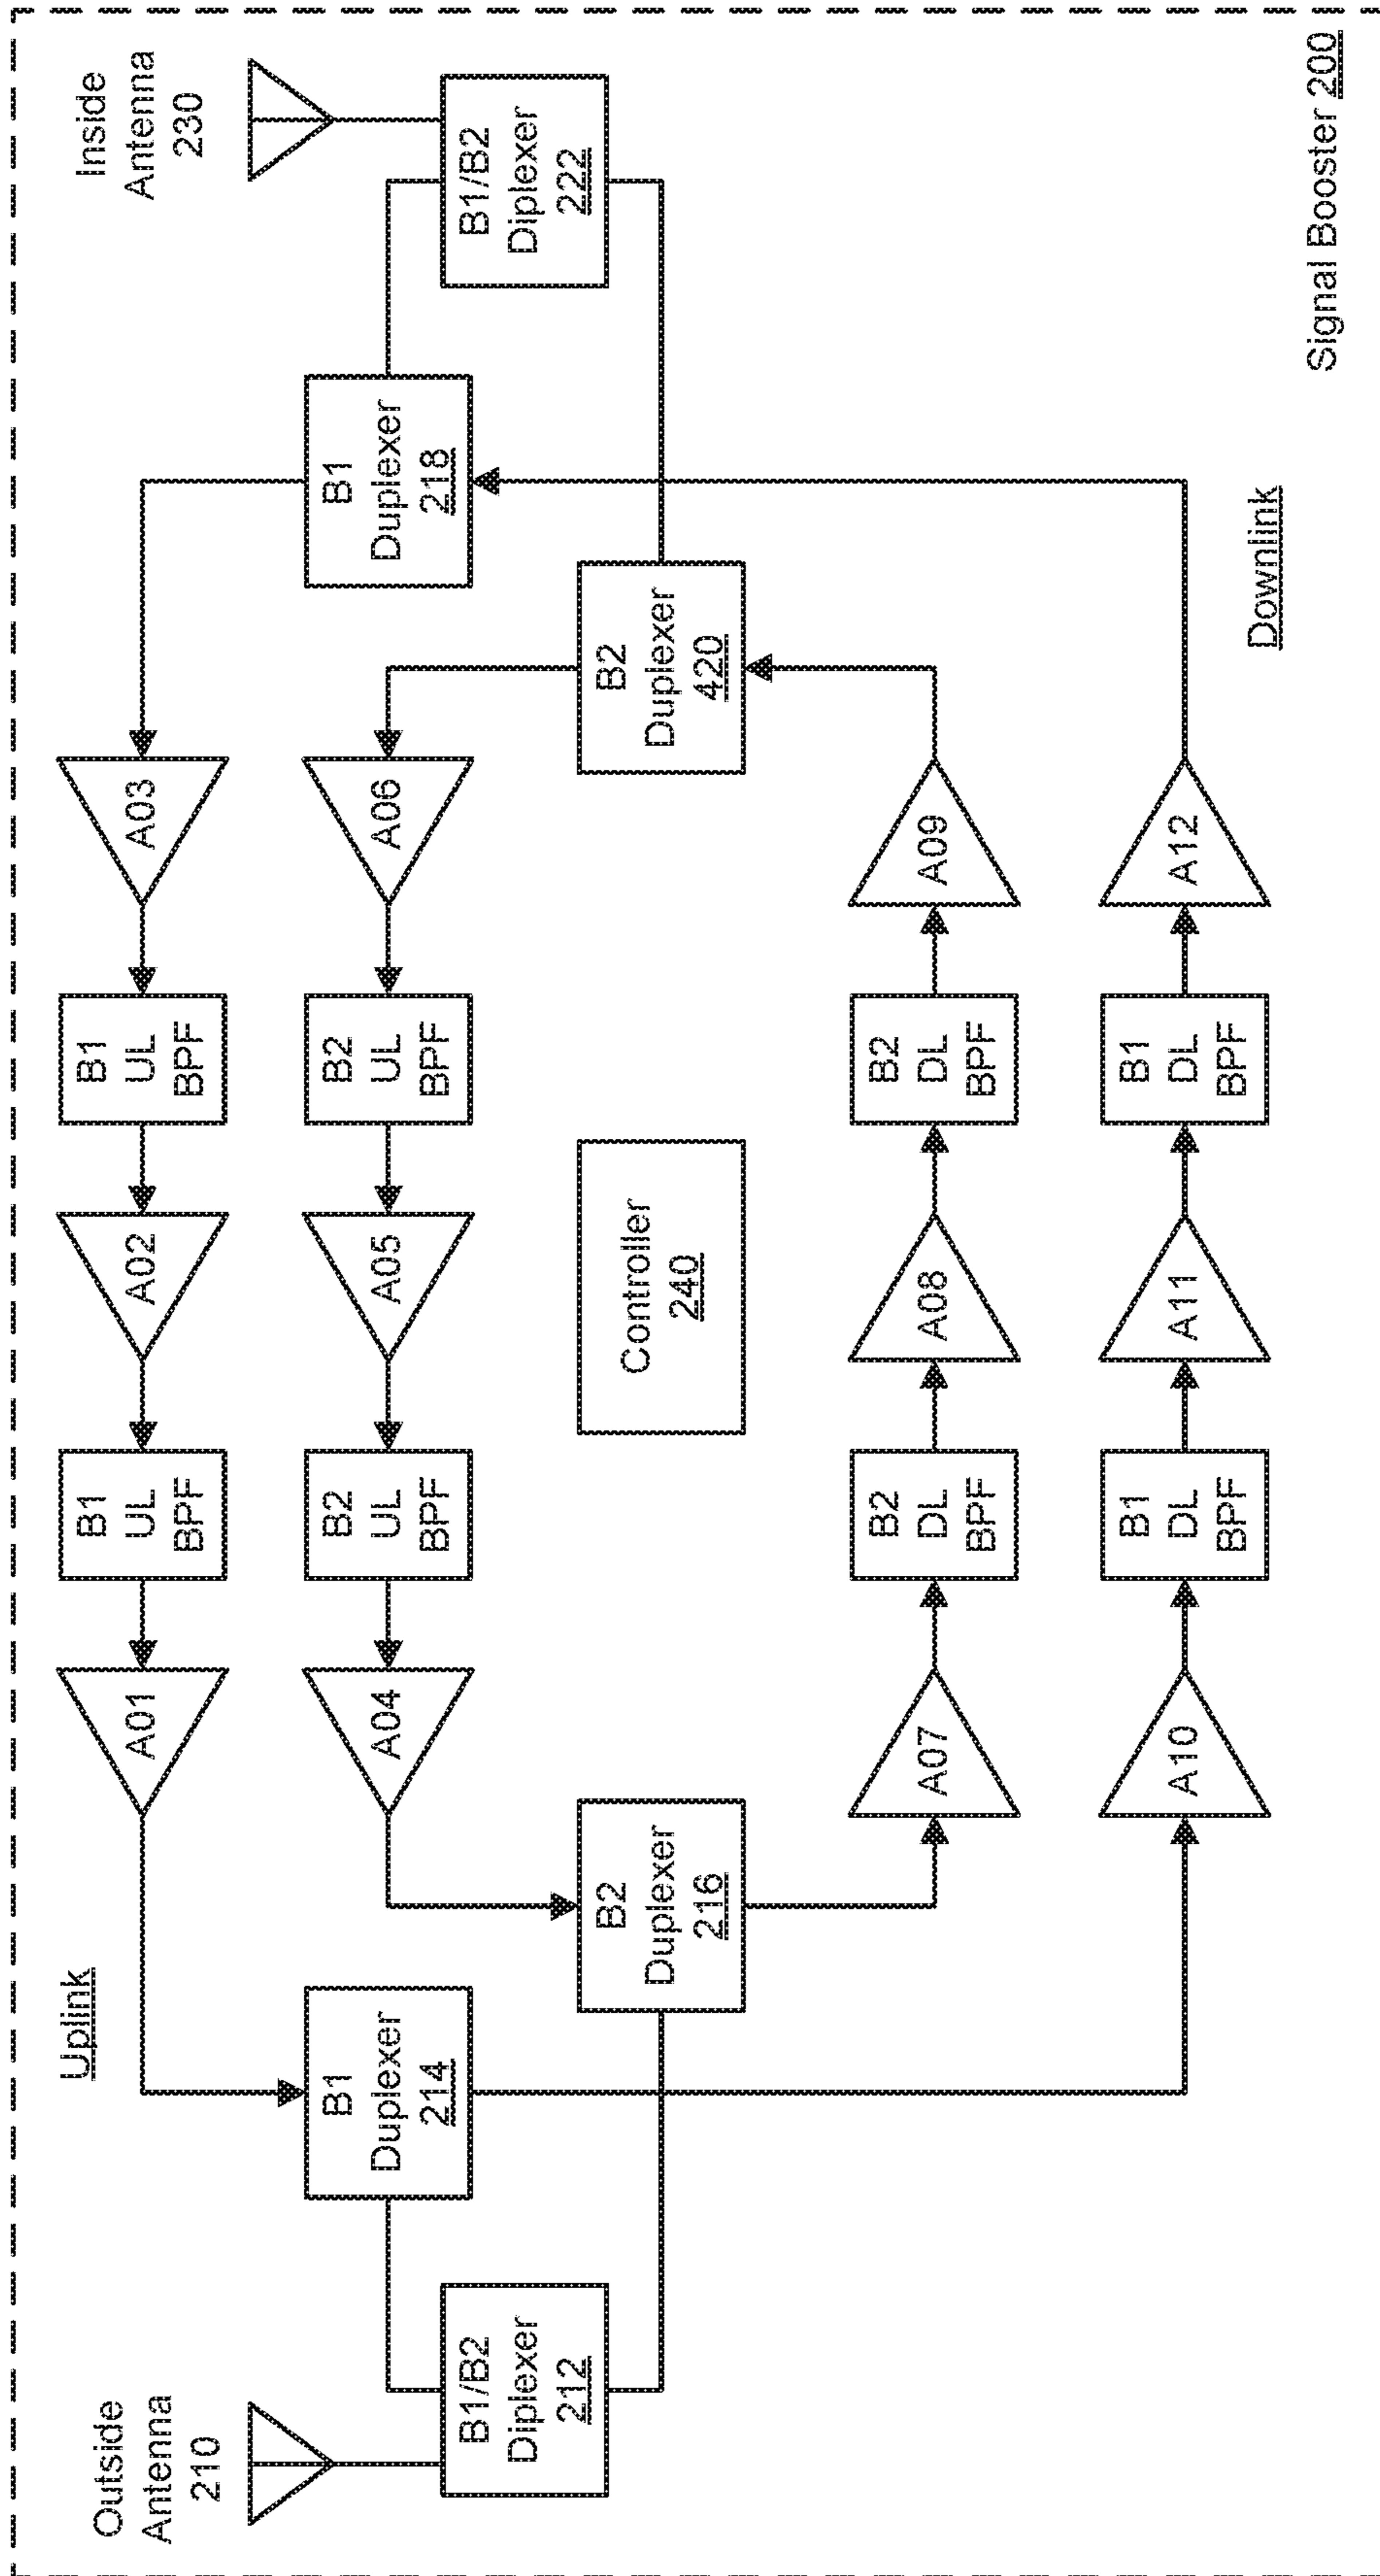 Outside
Antenna
210
Uplink
Inside
Antenna
230
A01
B1
UL
BPF
A02
B1
UL
BPF
A03
B1
Duplexer
214
A04
B2
UL
BPF
A05
B2
UL
BPF
A06
B1
Duplexer
218
B1/B2
Diplexer
212
B1/B2
Diplexer
222
B2
Duplexer
216
Controller
240
B2
Duplexer
420
A07
B2
DL
BPF
A08
B2
DL
BPF
A09
A10
B1
DL
BPF
A11
B1
DL
BPF
A12
Downlink
Signal Booster 200